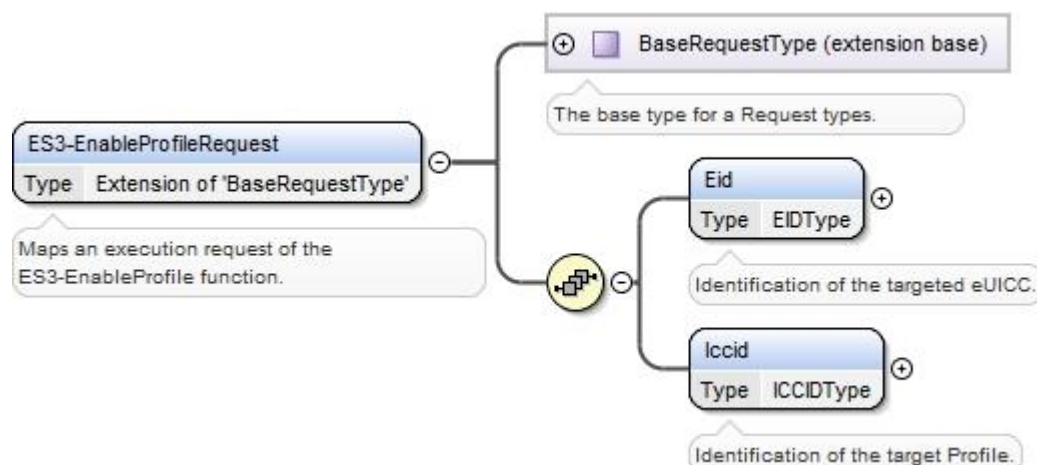 BaseRequestType (extension base)
The base type for a Request types.
ES3-EnableProfileRequest
Type Extension of 'BaseRequestType'
Maps an execution request of the
ES3-EnableProfile function.
Eid
Type EIDType
Identification of the targeted eUICC.
Iccid
Type ICCIDType
Identification of the target Profile.